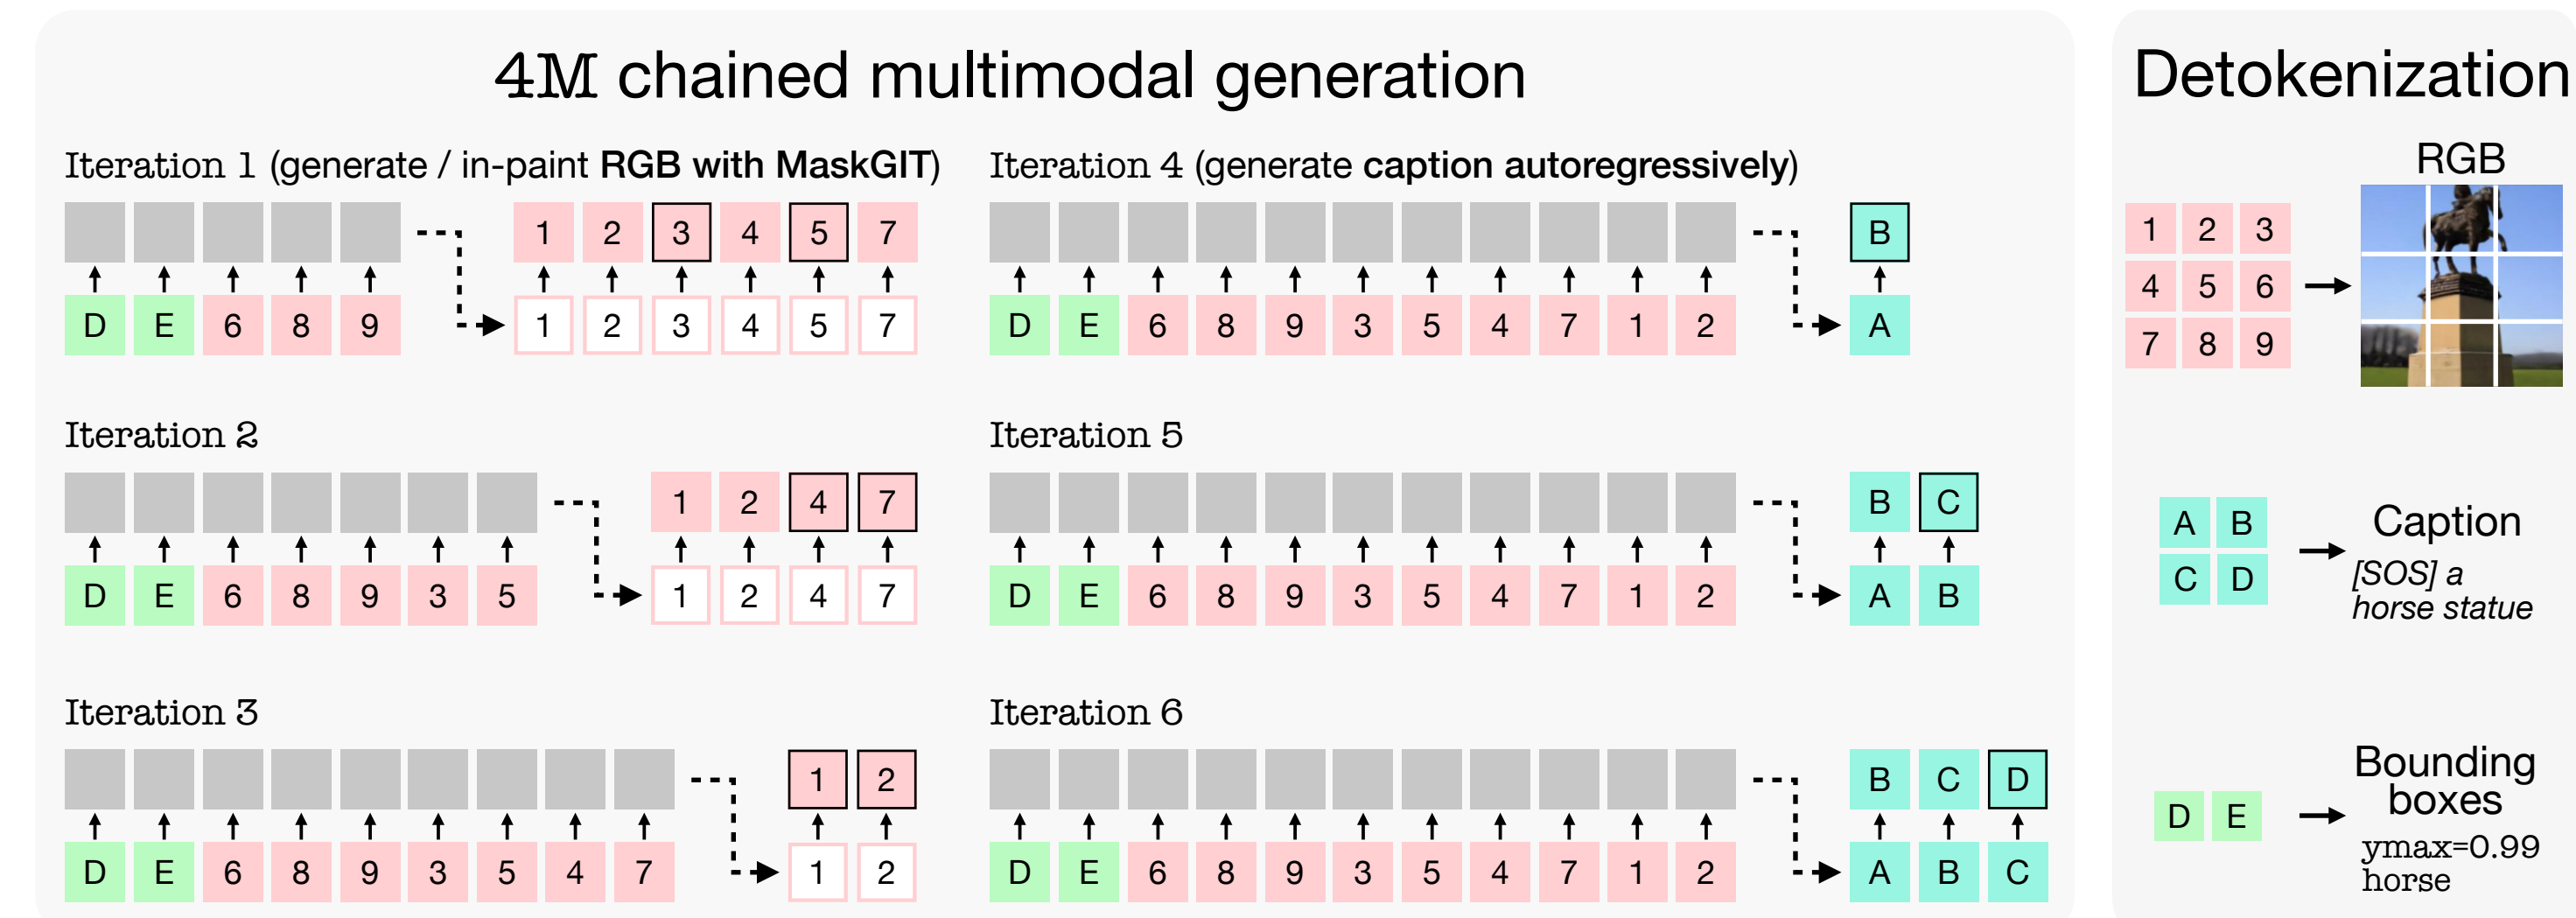 4M chained multimodal generation
Iteration 1 (generate / in-paint RGB with MaskGIT)
1 2 3 4 5 7
D E 6 8 9 1 2 3 4 5 7
Iteration 2
1 2 4 7
D E 6 8 9 3 5 1 2 4 7
Iteration 3
1 2
D E 6 8 9 3 5 4 7 1 2
Iteration 4 (generate caption autoregressively)
B
D E 6 8 9 3 5 4 7 1 2 A
Iteration 5
B C
D E 6 8 9 3 5 4 7 1 2 A B
Iteration 6
B C D
D E 6 8 9 3 5 4 7 1 2 A B C
Detokenization
RGB
1 2 3
4 5 6
7 8 9
A B
C D
Caption
[SOS] a
horse statue
D E
Bounding
boxes
ymax=0.99
horse